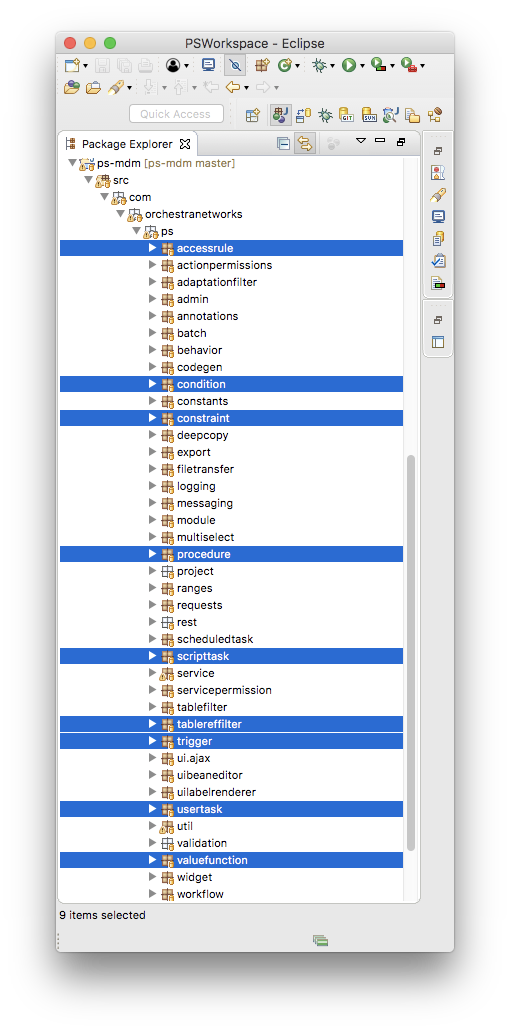 PSWorkspace - Eclipse
Quick Access
GIT
SVN
Package Explorer
ps-mdm [ps-mdm master]
src
com
orchestranetworks
ps
accessrule
actionpermissions
adaptationfilter
admin
annotations
batch
behavior
codegen
condition
constants
constraint
deepcopy
export
filetransfer
logging
messaging
module
multiselect
procedure
project
ranges
requests
rest
scheduledtask
scripttask
service
servicepermission
tablefilter
tablereffilter
trigger
ui.ajax
uibeaneditor
uilabelrenderer
usertask
util
validation
valuefunction
widget
workflow
9 items selected